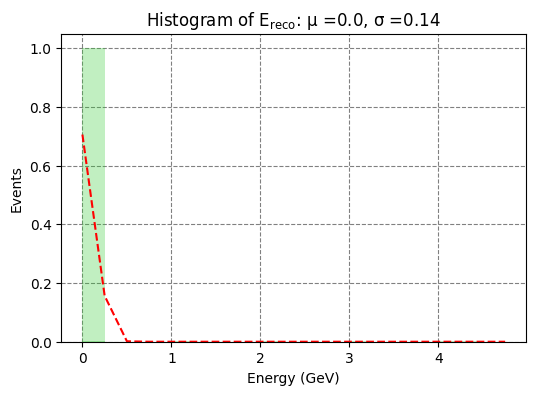 Histogram of E_reco: μ =0.0, σ =0.14
1.0
0.8
0.6
0.4
0.2
0.0
Events
0 1 2 3 4
Energy (GeV)